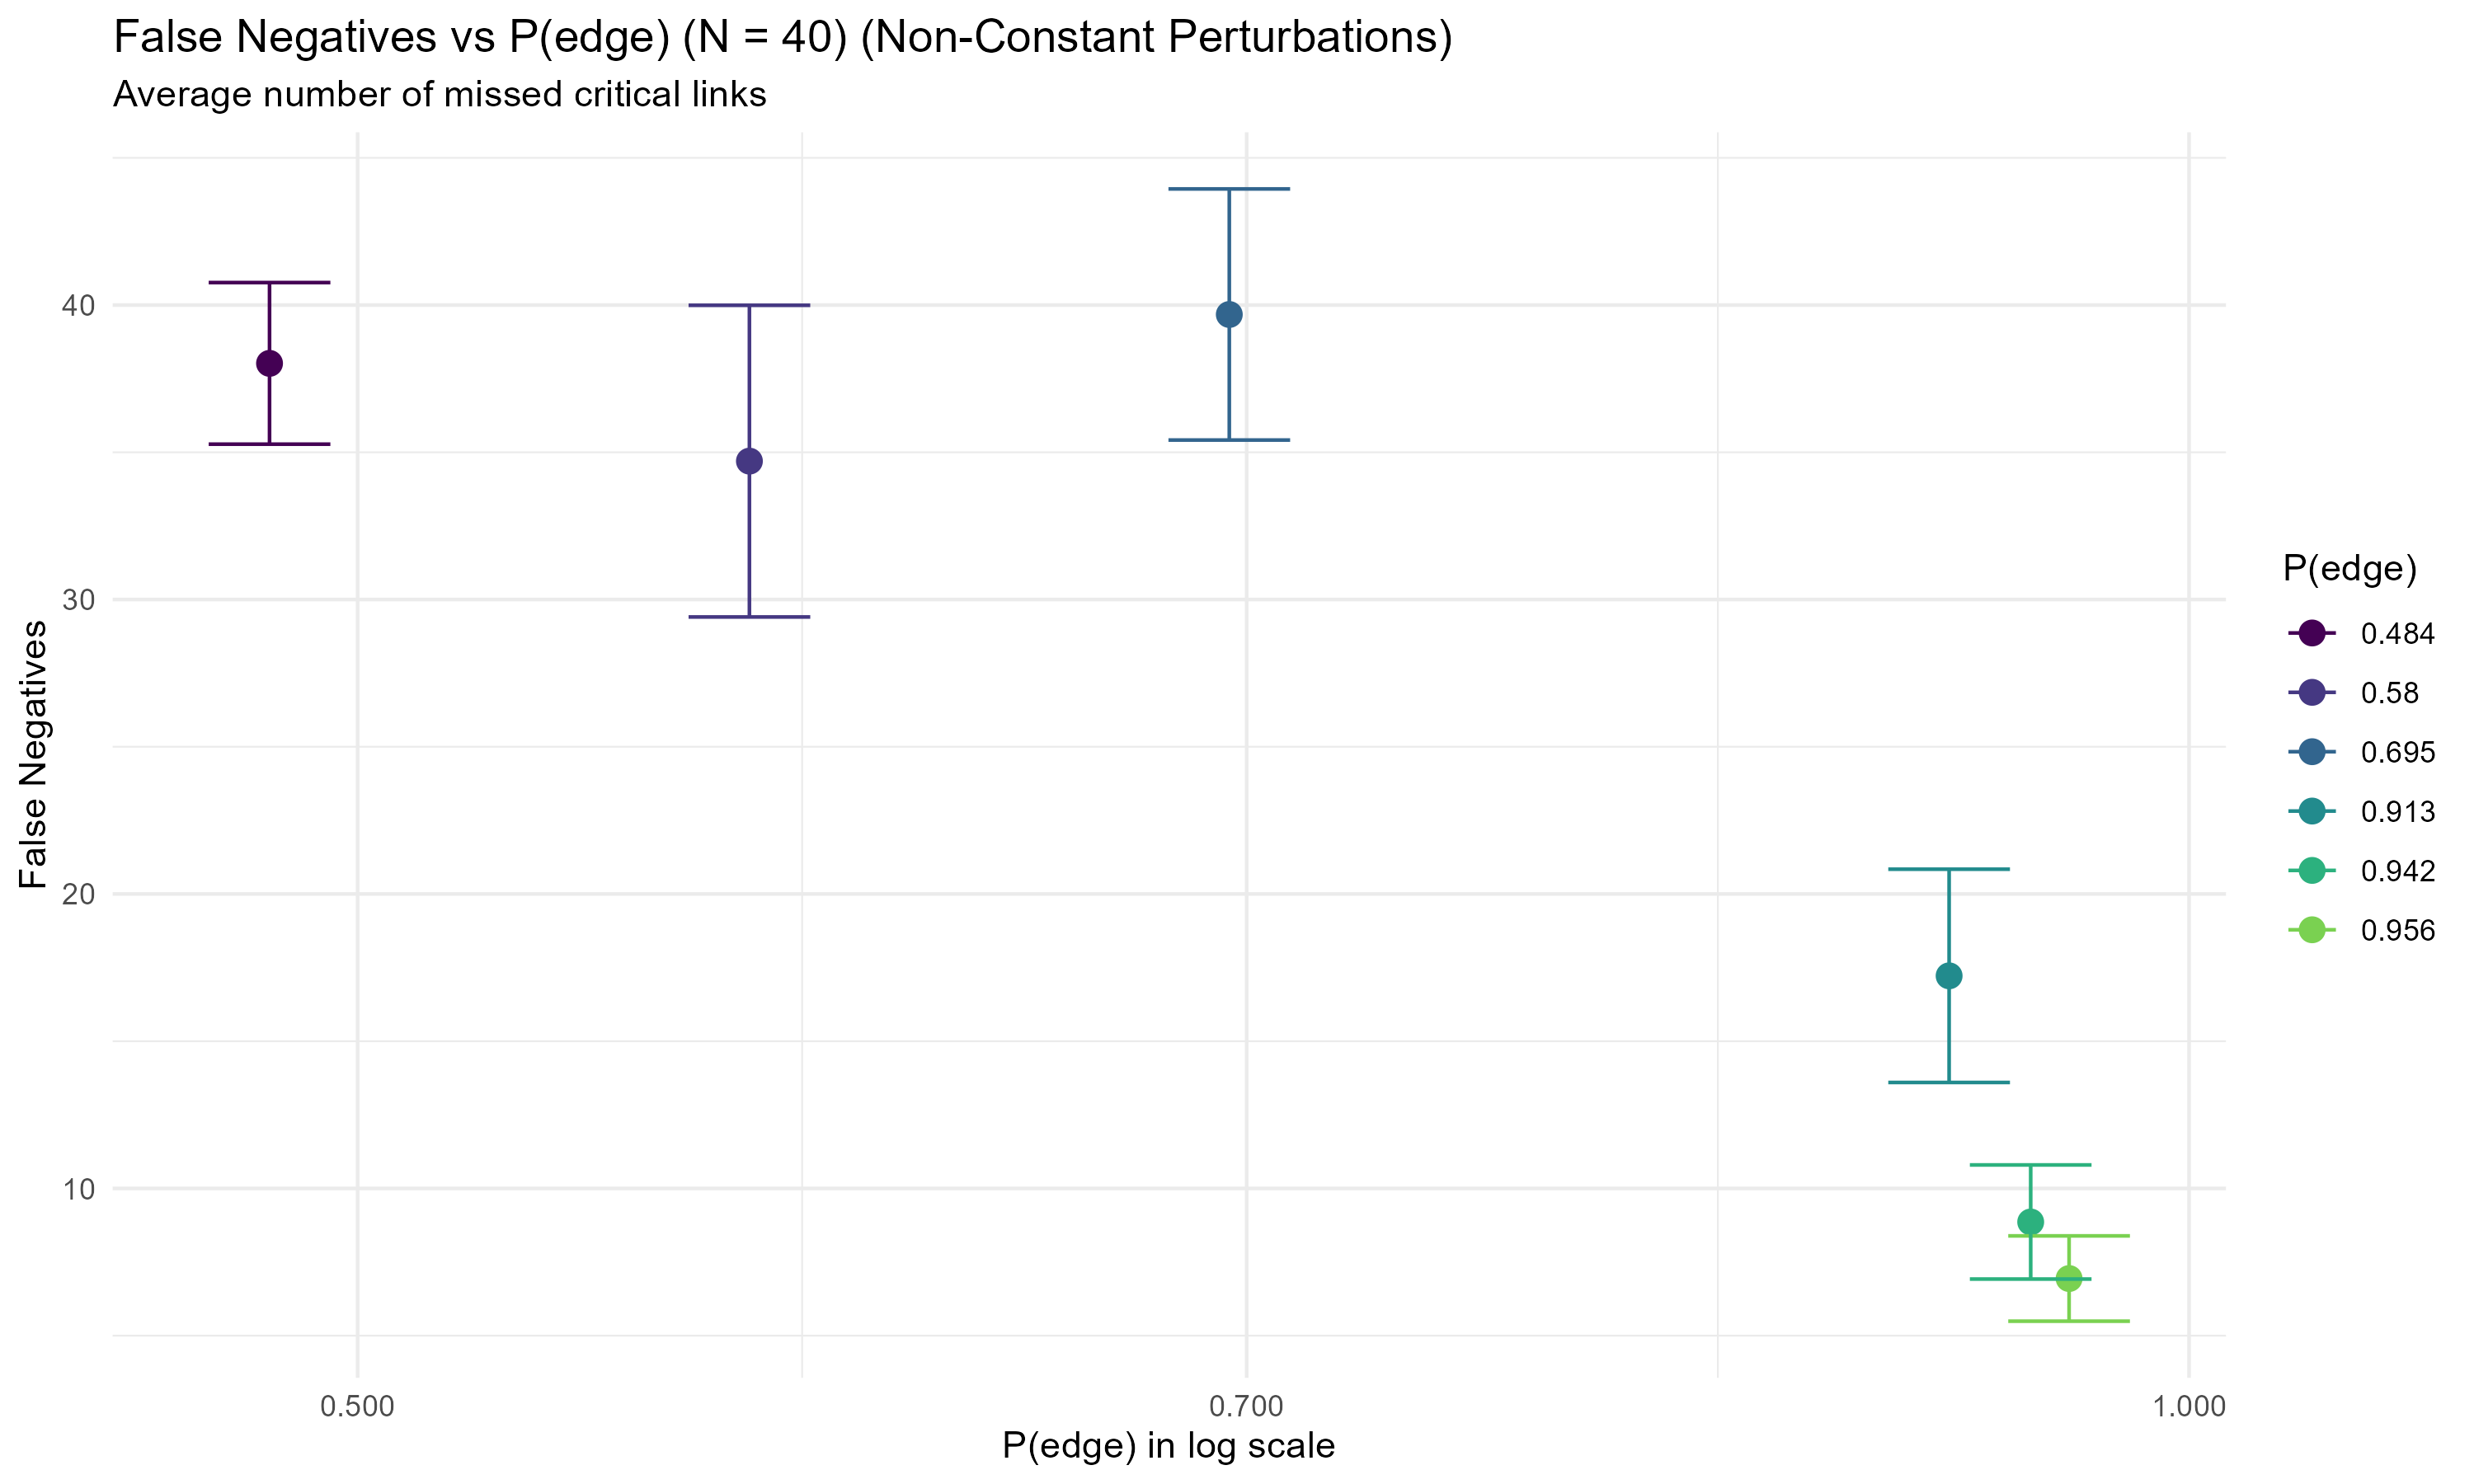 False Negatives vs P(edge) (N = 40) (Non-Constant Perturbations)
Average number of missed critical links
False Negatives
40
30
20
10
0.500
0.700
1.000
P(edge) in log scale
P(edge)
0.484
0.58
0.695
0.913
0.942
0.956